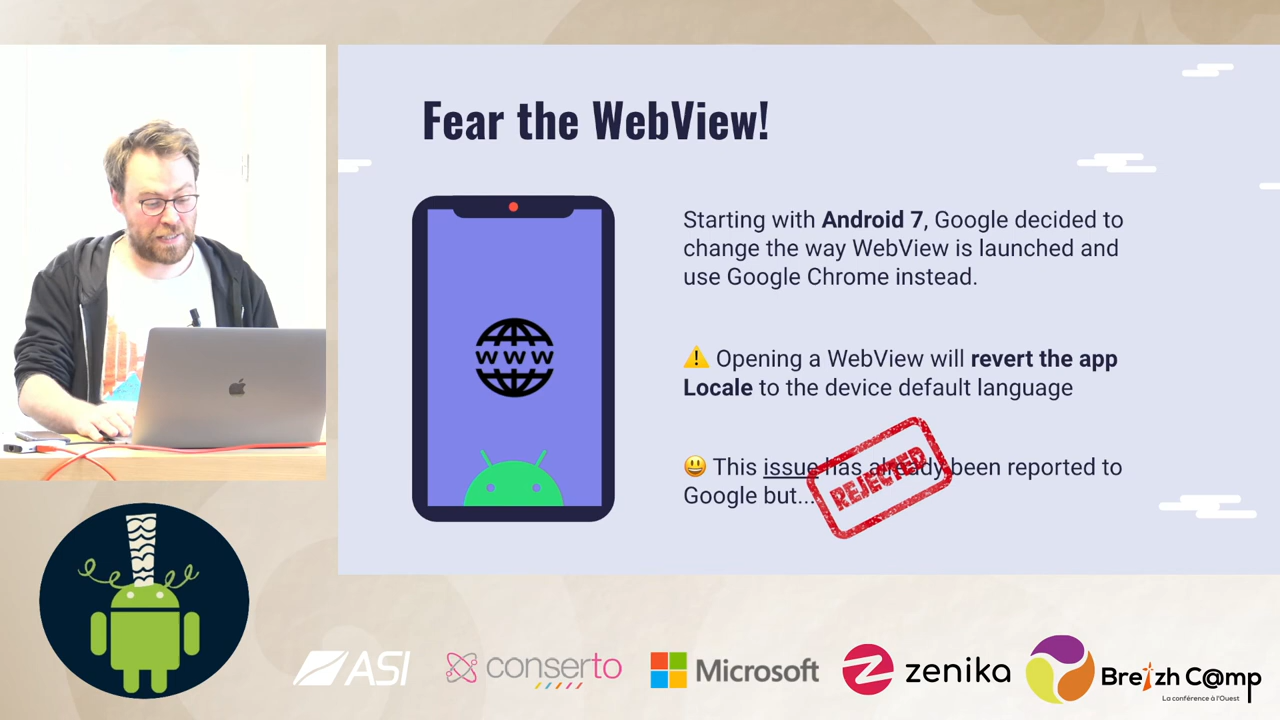 Fear the WebView!
WWW
Starting with Android 7, Google decided to
change the way WebView is launched and
use Google Chrome instead.
⚠️ Opening a WebView will revert the app
Locale to the device default language
😃 This issue has already been reported to
Google but...
REJECTED
ASI
conserto
Microsoft
zenika
Breizh C@mp
La conférence à l'Ouest